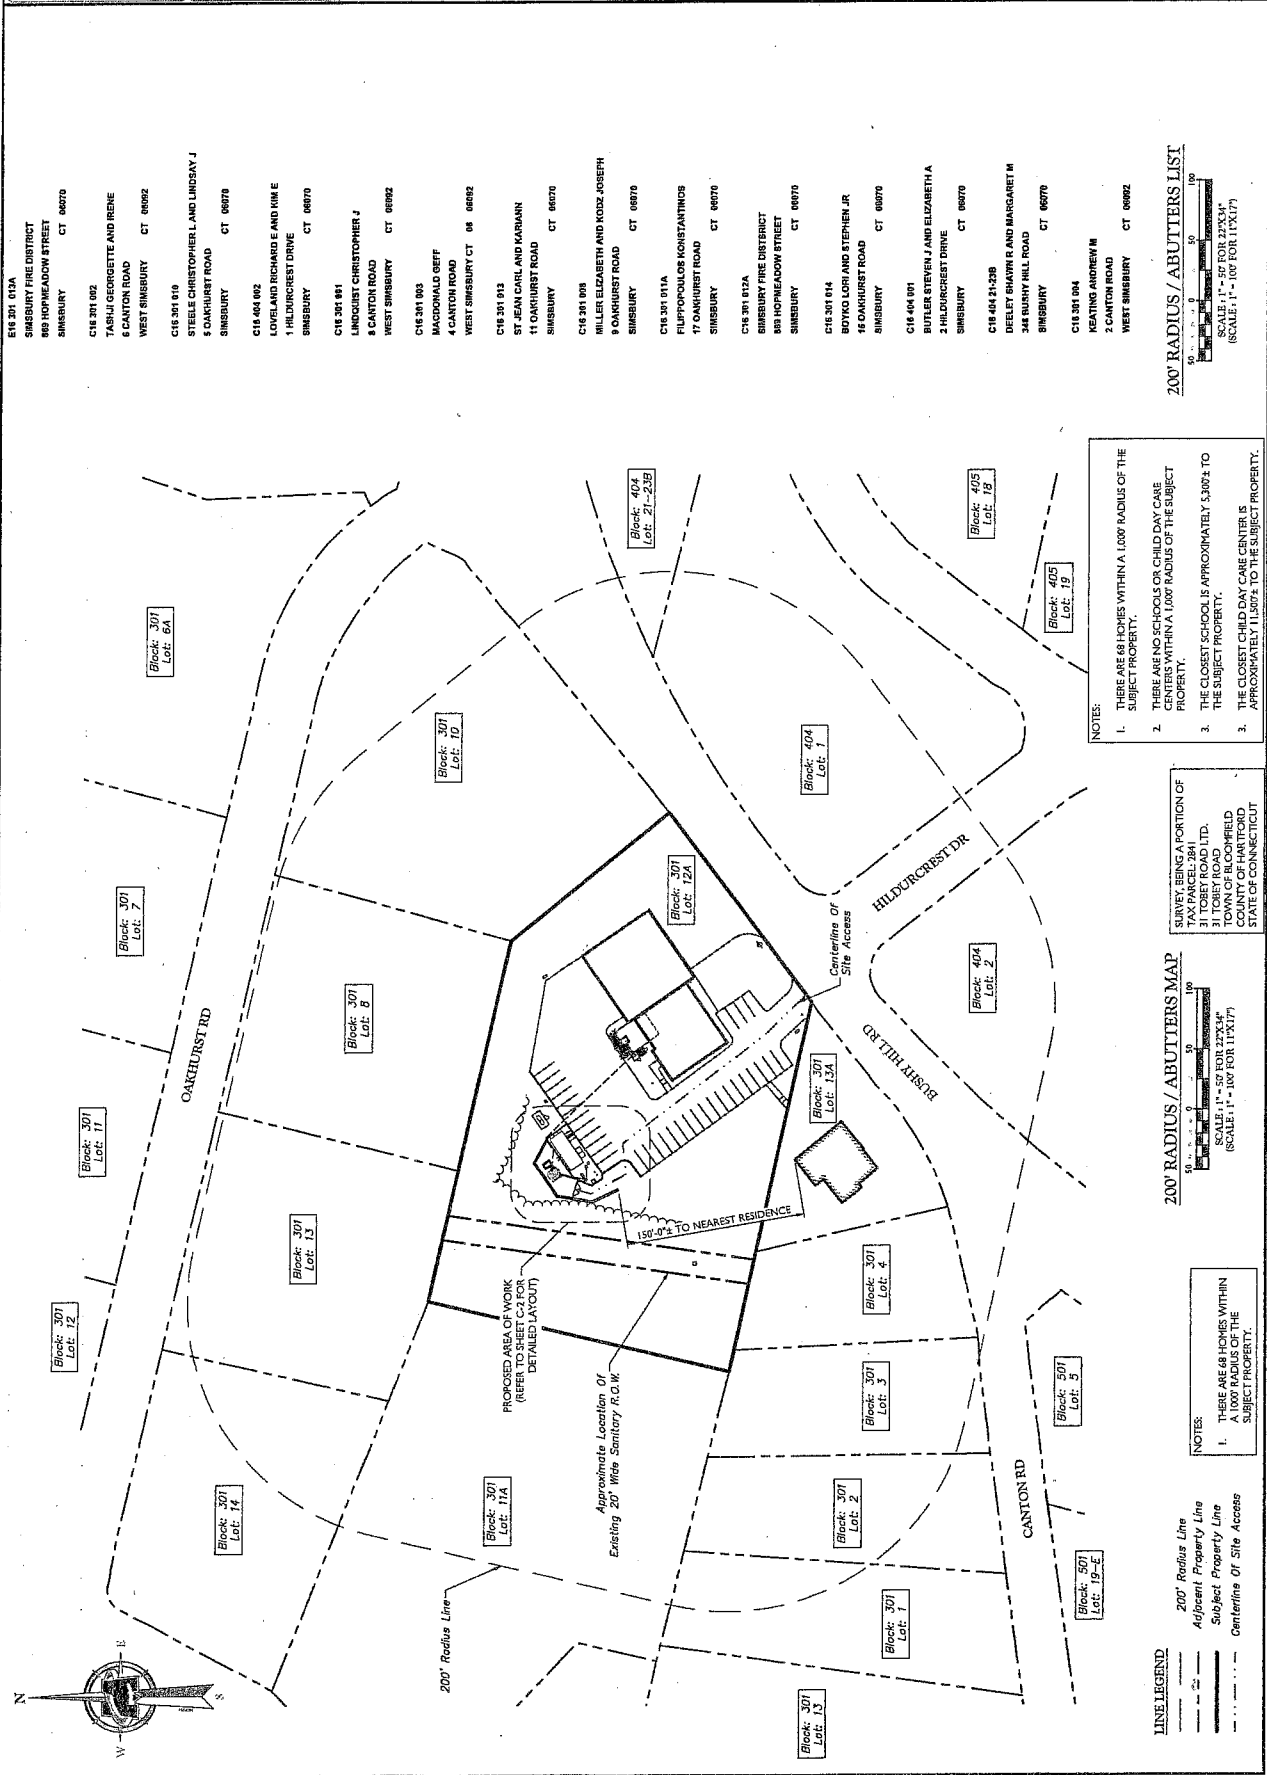 E16 301 013A
SIMSBURY FIRE DISTRICT
869 HOPMEADOW STREET
SIMSBURY CT 06070
C16 301 002
TASHJI GEORGETTE AND IRENE
6 CANTON ROAD
WEST SIMSBURY CT 06092
C16 301 010
STEELE CHRISTOPHER L AND LINDSAY J
5 OAKHURST ROAD
SIMSBURY CT 06070
C16 404 002
LOVELAND RICHARD E AND KIM E
1 HILDURCREST DRIVE
SIMSBURY CT 06070
C16 301 001
LINDQUIST CHRISTOPHER J
8 CANTON ROAD
WEST SIMSBURY CT 06092
C16 301 003
MACDONALD GEFF
4 CANTON ROAD
WEST SIMSBURY CT 06 06092
C16 301 013
ST JEAN CARL AND KARIANN
11 OAKHURST ROAD
SIMSBURY CT 06070
C16 301 008
MILLER ELIZABETH AND KODZ JOSEPH
9 OAKHURST ROAD
SIMSBURY CT 06070
C16 301 011A
FILIPPOPOULOS KONSTANTINOS
17 OAKHURST ROAD
SIMSBURY CT 06070
C16 301 012A
SIMSBURY FIRE DISTERICT
869 HOPMEADOW STREET
SIMSBURY CT 06070
C16 301 014
BOYKO LORI AND STEPHEN JR
15 OAKHURST ROAD
SIMSBURY CT 06070
C16 404 001
BUTLER STEVEN J AND ELIZABETH A
2 HILDURCREST DRIVE
SIMSBURY CT 06070
C16 404 21-23B
DEELEY SHAWN R AND MARGARET M
348 BUSHY HILL ROAD
SIMSBURY CT 06070
C16 301 004
KEATING ANDREW M
2 CANTON ROAD
WEST SIMSBURY CT 06092
200' RADIUS / ABUTTERS LIST
50 0 50 100
SCALE : 1" = 50' FOR 22"X34"
(SCALE : 1" = 100' FOR 11"X17")
N
W
E
S
OAKHURST RD
BUSHY HILL RD
HILDURCREST DR
CANTON RD
Block: 301
Lot: 6A
Block: 301
Lot: 7
Block: 301
Lot: 11
Block: 301
Lot: 12
Block: 301
Lot: 10
Block: 301
Lot: 8
Block: 301
Lot: 13
Block: 301
Lot: 14
Block: 301
Lot: 11A
Block: 301
Lot: 12A
Block: 301
Lot: 13A
Block: 301
Lot: 4
Block: 301
Lot: 3
Block: 301
Lot: 2
Block: 301
Lot: 1
Block: 301
Lot: 13
Block: 404
Lot: 21-23B
Block: 404
Lot: 1
Block: 404
Lot: 2
Block: 405
Lot: 18
Block: 405
Lot: 19
Block: 501
Lot: 5
Block: 501
Lot: 19-E
Centerline Of
Site Access
150'-0"± TO NEAREST RESIDENCE
PROPOSED AREA OF WORK
(REFER TO SHEET C-2 FOR
DETAILED LAYOUT)
Approximate Location Of
Existing 20' Wide Sanitary R.O.W.
200' Radius Line
LINE LEGEND
200' Radius Line
Adjacent Property Line
Subject Property Line
Centerline Of Site Access
NOTES:
1. THERE ARE 68 HOMES WITHIN
A 1000' RADIUS OF THE
SUBJECT PROPERTY.
200' RADIUS / ABUTTERS MAP
50 0 50 100
SCALE : 1" = 50' FOR 22"X34"
(SCALE : 1" = 100' FOR 11"X17")
SURVEY, BEING A PORTION OF
TAX PARCEL: 2841
31 TOBEY ROAD LTD.
31 TOBEY ROAD
TOWN OF BLOOMFIELD
COUNTY OF HARTFORD
STATE OF CONNECTICUT
NOTES:
1. THERE ARE 68 HOMES WITHIN A 1,000' RADIUS OF THE
SUBJECT PROPERTY.
2. THERE ARE NO SCHOOLS OR CHILD DAY CARE
CENTERS WITHIN A 1,000' RADIUS OF THE SUBJECT
PROPERTY.
3. THE CLOSEST SCHOOL IS APPROXIMATELY 5,300'± TO
THE SUBJECT PROPERTY.
3. THE CLOSEST CHILD DAY CARE CENTER IS
APPROXIMATELY 11,500'± TO THE SUBJECT PROPERTY.